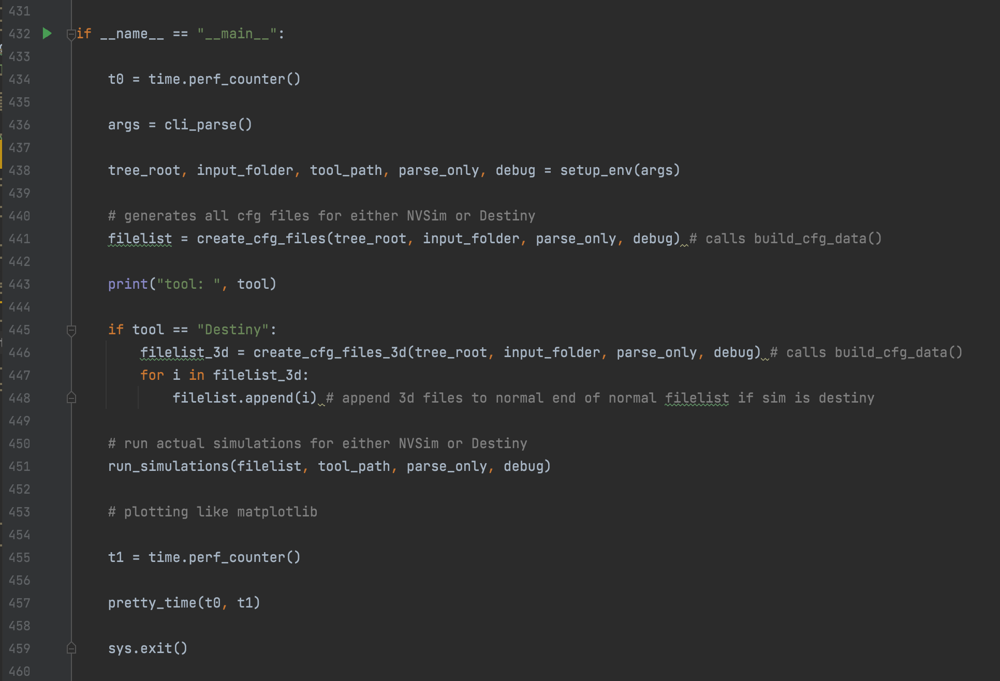 431
432 if __name__ == "__main__":
433
434 t0 = time.perf_counter()
435
436 args = cli_parse()
437
438 tree_root, input_folder, tool_path, parse_only, debug = setup_env(args)
439
440 # generates all cfg files for either NVSim or Destiny
441 filelist = create_cfg_files(tree_root, input_folder, parse_only, debug) # calls build_cfg_data()
442
443 print("tool: ", tool)
444
445 if tool == "Destiny":
446 filelist_3d = create_cfg_files_3d(tree_root, input_folder, parse_only, debug) # calls build_cfg_data()
447 for i in filelist_3d:
448 filelist.append(i) # append 3d files to normal end of normal filelist if sim is destiny
449
450 # run actual simulations for either NVSim or Destiny
451 run_simulations(filelist, tool_path, parse_only, debug)
452
453 # plotting like matplotlib
454
455 t1 = time.perf_counter()
456
457 pretty_time(t0, t1)
458
459 sys.exit()
460